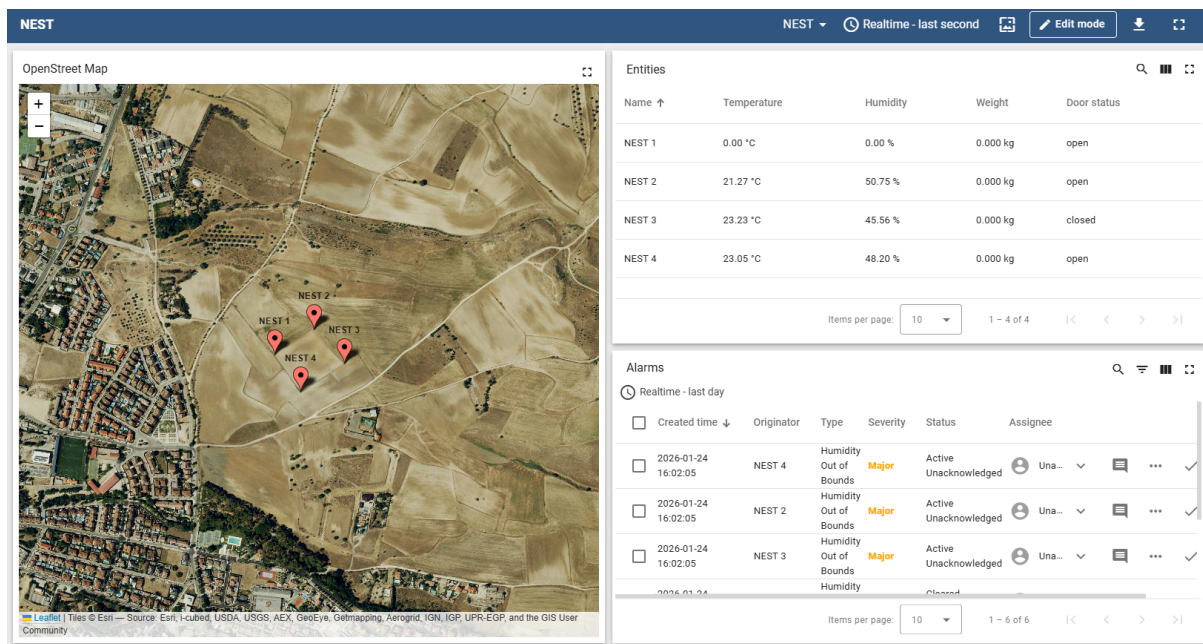 NEST
NEST
Realtime - last second
Edit mode
OpenStreet Map
+
−
NEST 2
NEST 1
NEST 3
NEST 4
Leaflet | Tiles © Esri — Source: Esri, i-cubed, USDA, USGS, AEX, GeoEye, Getmapping, Aerogrid, IGN, IGP, UPR-EGP, and the GIS User
Community
Entities
Name ↑ Temperature Humidity Weight Door status
NEST 1 0.00 °C 0.00 % 0.000 kg open
NEST 2 21.27 °C 50.75 % 0.000 kg open
NEST 3 23.23 °C 45.56 % 0.000 kg closed
NEST 4 23.05 °C 48.20 % 0.000 kg open
Items per page: 10 1 – 4 of 4
Alarms
Realtime - last day
Created time ↓ Originator Type Severity Status Assignee
2026-01-24
16:02:05
NEST 4
Humidity
Out of
Bounds
Major
Active
Unacknowledged
Una...
2026-01-24
16:02:05
NEST 2
Humidity
Out of
Bounds
Major
Active
Unacknowledged
Una...
2026-01-24
16:02:05
NEST 3
Humidity
Out of
Bounds
Major
Active
Unacknowledged
Una...
2026-01-24
Humidity
Cleared
Items per page: 10 1 – 6 of 6